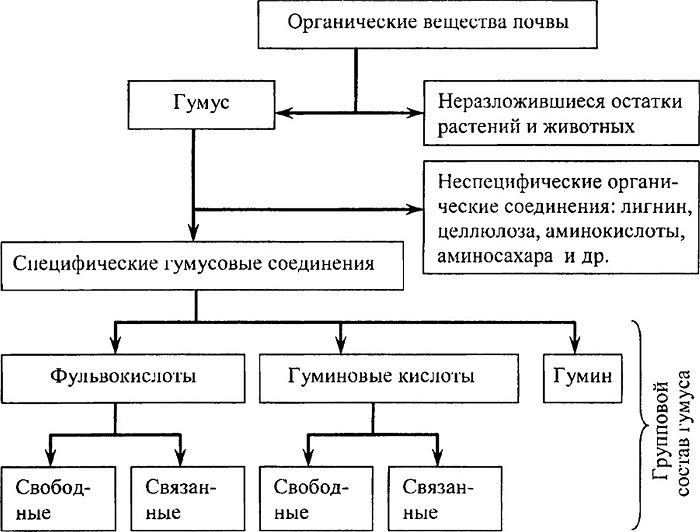 Органические вещества почвы
Гумус
Неразложившиеся остатки
растений и животных
Неспецифические органи-
ческие соединения: лигнин,
целлюлоза, аминокислоты,
аминосахара и др.
Специфические гумусовые соединения
Фульвокислоты
Гуминовые кислоты
Гумин
Свобод-
ные
Связан-
ные
Свобод-
ные
Связан-
ные
Групповой
состав гумуса